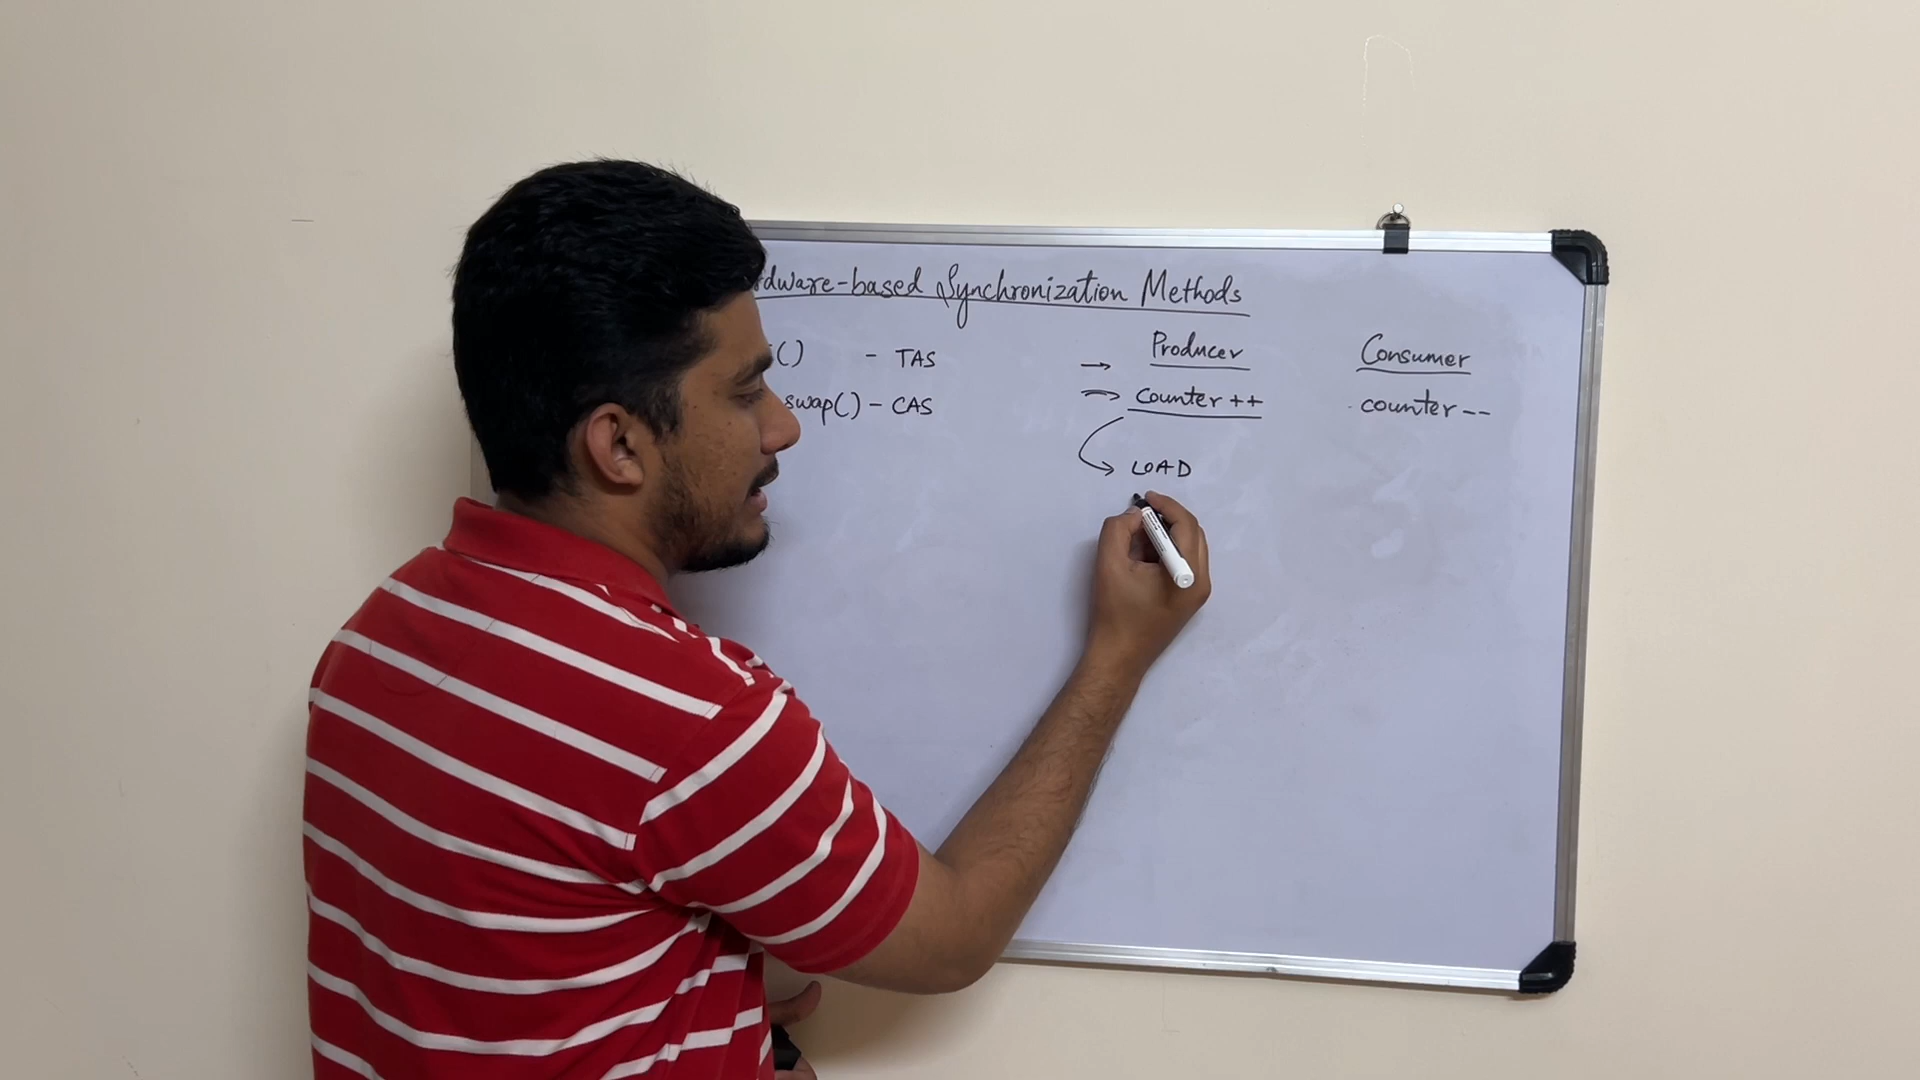 rdware-based Synchronization Methods
() - TAS
swap() - CAS
→ Producer
⇒ Counter ++
LOAD
Consumer
counter --